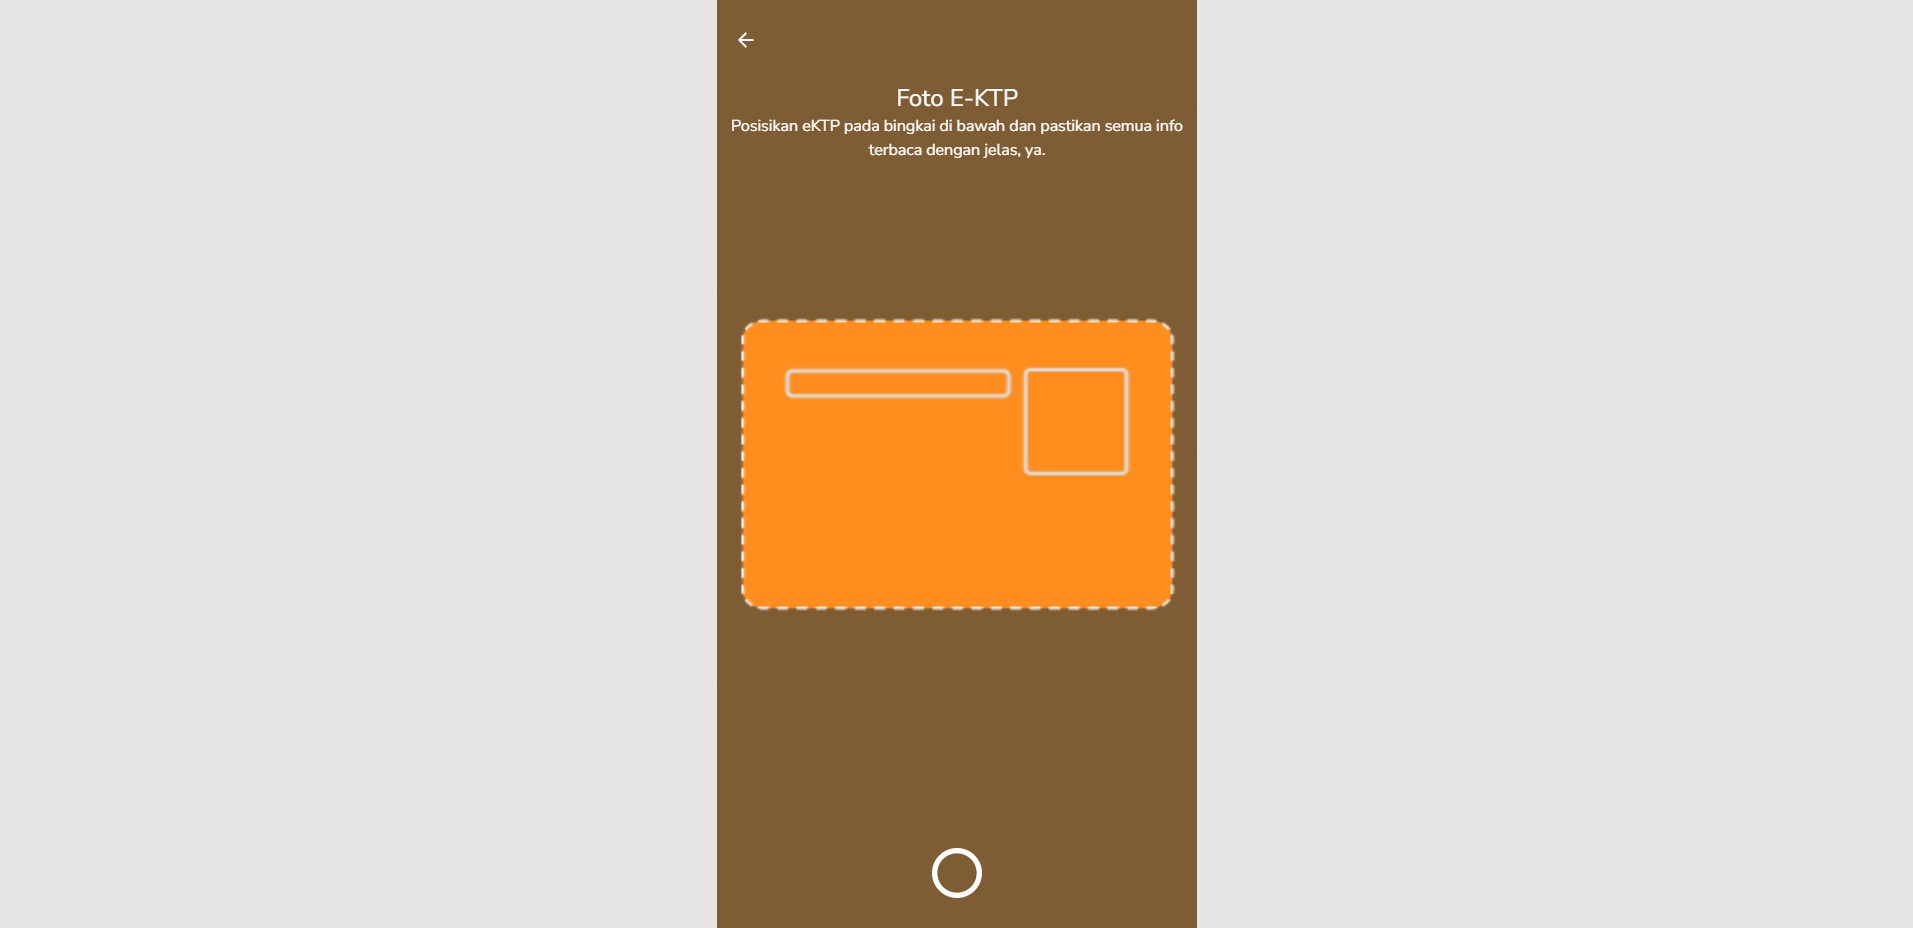 Foto E-KTP
Posisikan eKTP pada bingkai di bawah dan pastikan semua info
terbaca dengan jelas, ya.